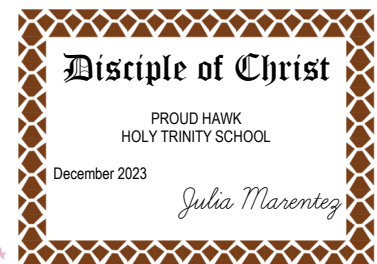 Disciple of Christ
PROUD HAWK
HOLY TRINITY SCHOOL
December 2023
Julia Marentez